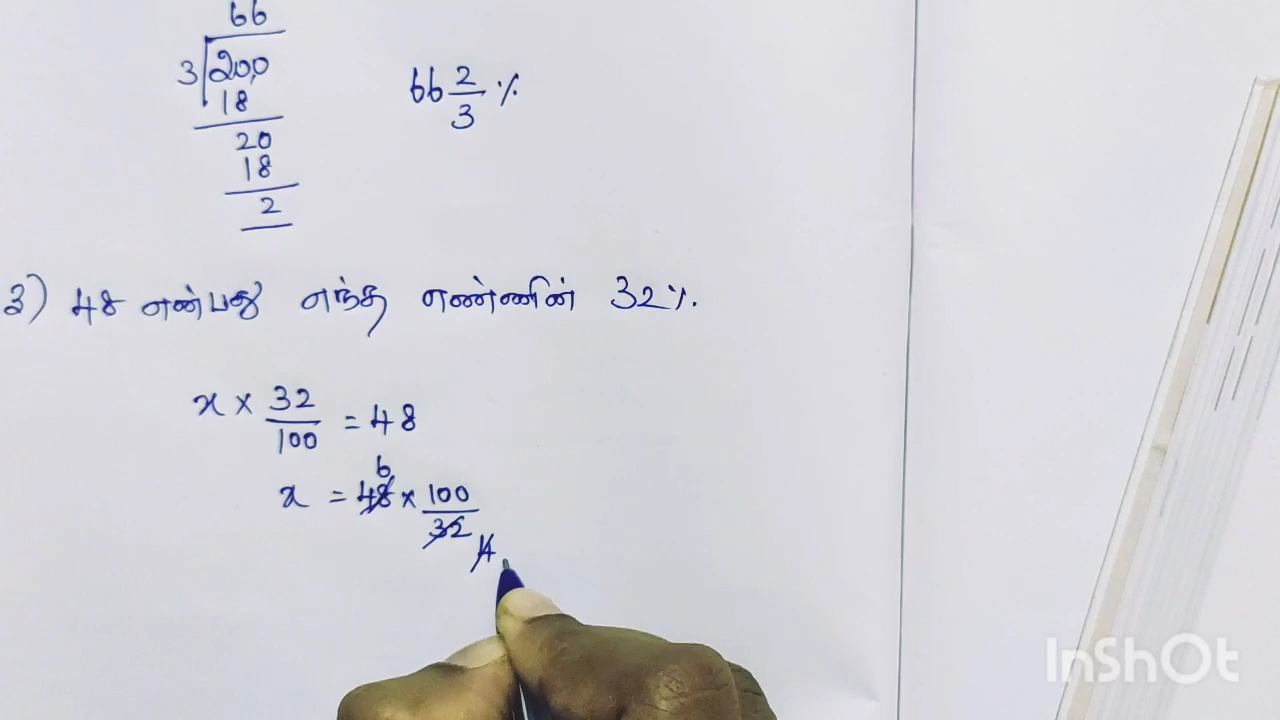 66
3 200
18
20
18
2
66 2/3 %
3) 48 என்பது எந்த எண்ணின் 32%.
x × 32/100 = 48
6
x = 48 × 100/32
4
InShOt